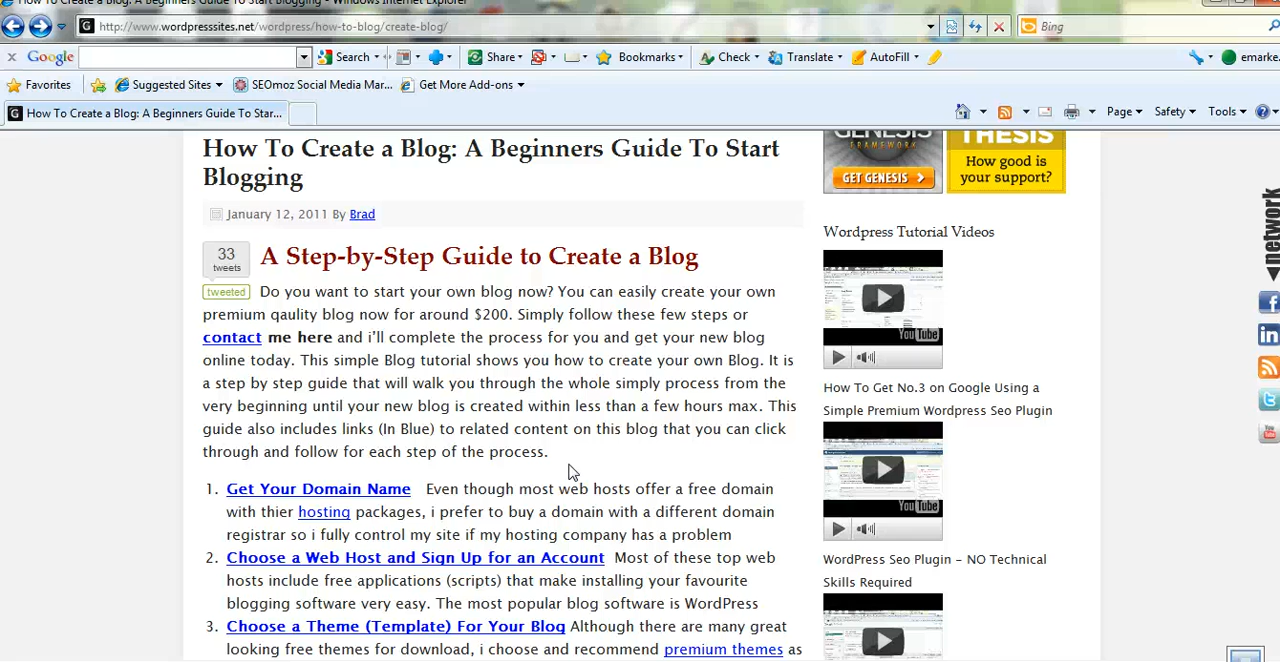 How To Create a Blog: A Beginners Guide To Start Blogging - Windows Internet Explorer
http://www.wordpresssites.net/wordpress/how-to-blog/create-blog/
Bing
Google
Search
Share
Bookmarks
Check
Translate
AutoFill
emarke
Favorites
Suggested Sites
SEOmoz Social Media Mar...
Get More Add-ons
How To Create a Blog: A Beginners Guide To Star...
Page
Safety
Tools
How To Create a Blog: A Beginners Guide To Start
Blogging
January 12, 2011 By Brad
33
tweets
tweet
A Step-by-Step Guide to Create a Blog
Do you want to start your own blog now? You can easily create your own
premium qaulity blog now for around $200. Simply follow these few steps or
contact me here and i'll complete the process for you and get your new blog
online today. This simple Blog tutorial shows you how to create your own Blog. It is
a step by step guide that will walk you through the whole simply process from the
very beginning until your new blog is created within less than a few hours max. This
guide also includes links (In Blue) to related content on this blog that you can click
through and follow for each step of the process.
Get Your Domain Name most web hosts offer a free domain
with thier hosting packages, i prefer to buy a domain with a different domain
registrar so i fully control my site if my hosting company has a problem
2. Choose a Web Host and Sign Up for an Account Most of these top web
hosts include free applications (scripts) that make installing your favourite
blogging software very easy. The most popular blog software is WordPress
Choose a Theme (Template) For Your Blog are many great
looking free themes for download, i choose and recommend premium themes as
GENESIS
FRAMEWORK
GET GENESIS
THESIS
How good is
your support?
Wordpress Tutorial Videos
YouTube
How To Get No.3 on Google Using a
Simple Premium Wordpress Seo Plugin
YouTube
WordPress Seo Plugin – NO Technical
Skills Required
network